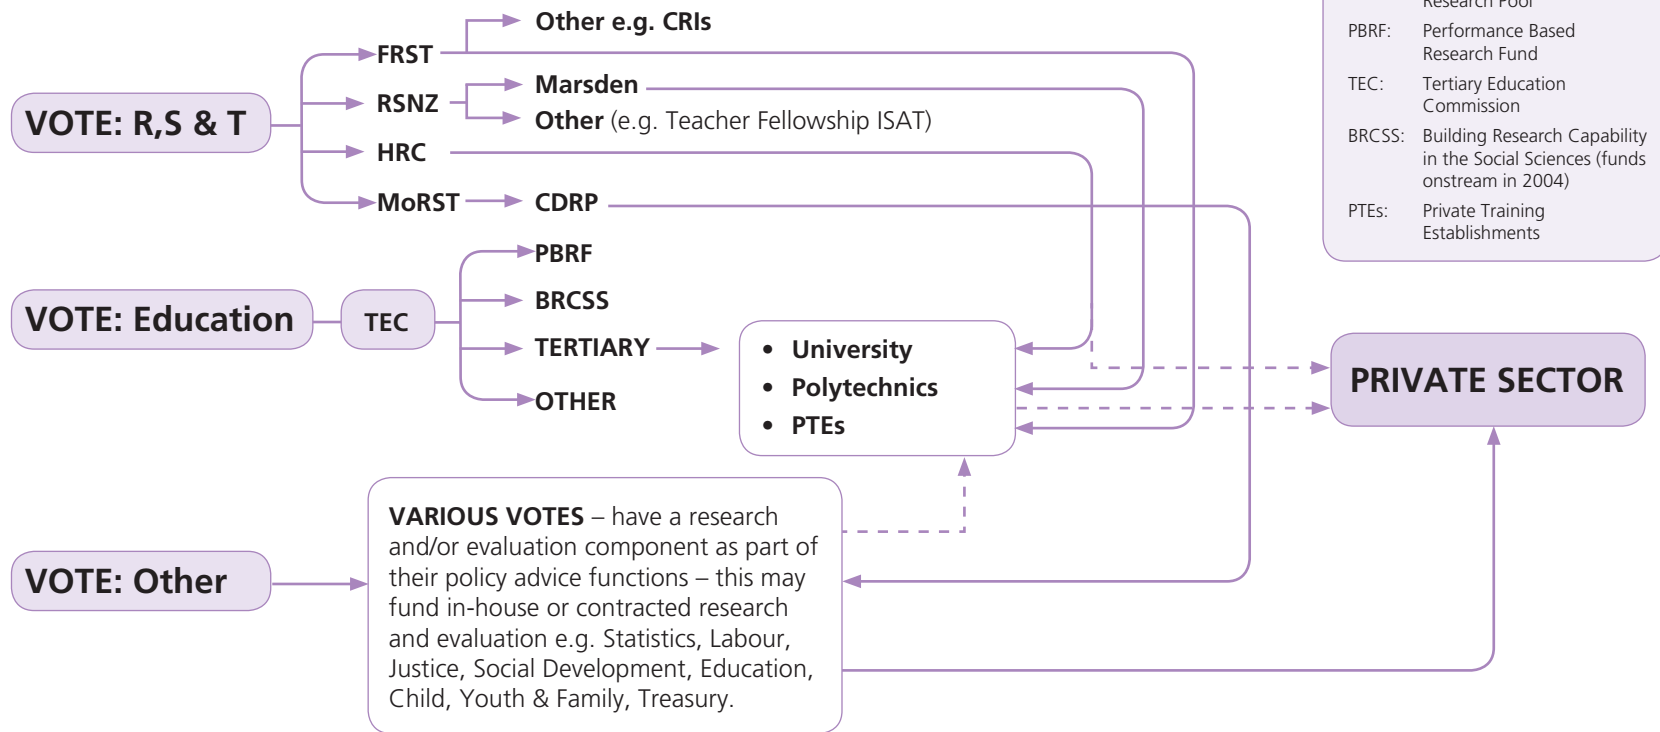 Other e.g. CRIs
FRST
Marsden
RSNZ
VOTE: R,S & T
Other (e.g. Teacher Fellowship ISAT)
HRC
MoRST
CDRP
PBRF
BRCSS
VOTE: Education
TEC
TERTIARY
OTHER
• University
• Polytechnics
• PTEs
PRIVATE SECTOR
VOTE: Other
VARIOUS VOTES – have a research
and/or evaluation component as part of
their policy advice functions – this may
fund in-house or contracted research
and evaluation e.g. Statistics, Labour,
Justice, Social Development, Education,
Child, Youth & Family, Treasury.
Research Pool
PBRF: Performance Based
Research Fund
TEC: Tertiary Education
Commission
BRCSS: Building Research Capability
in the Social Sciences (funds
onstream in 2004)
PTEs: Private Training
Establishments